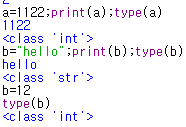 a=1122;print(a);type(a)
1122
<class 'int'>
b="hello";print(b);type(b)
hello
<class 'str'>
b=12
type(b)
<class 'int'>